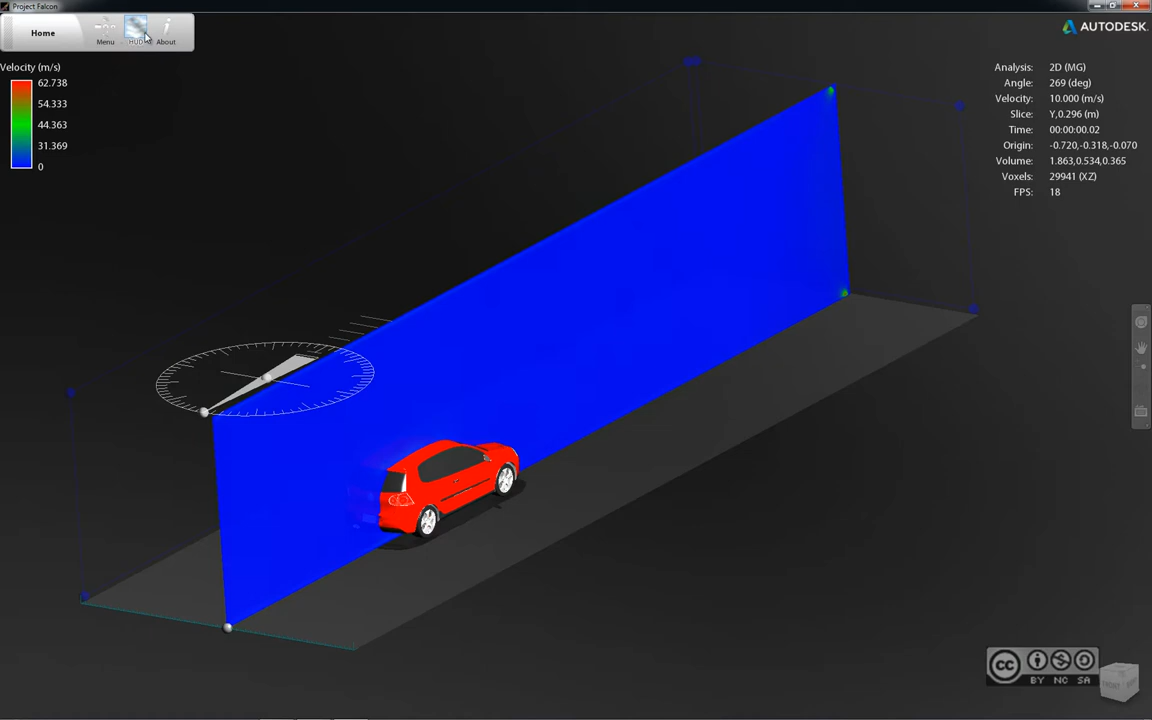 Project Falcon
Home
Menu
HUD
About
AUTODESK
Velocity (m/s)
62.738
54.333
44.363
31.369
0
Analysis: 2D (MG)
Angle: 269 (deg)
Velocity: 10.000 (m/s)
Slice: Y,0.296 (m)
Time: 00:00:00.02
Origin: -0.720,-0.318,-0.070
Volume: 1.863,0.534,0.365
Voxels: 29941 (XZ)
FPS: 18
cc
BY NC SA
FRONT